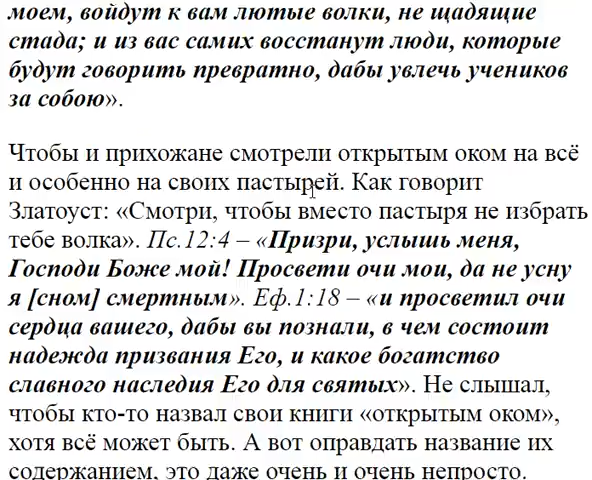 моем, войдут к вам лютые волки, не щадящие
стада; и из вас самих восстанут люди, которые
будут говорить превратно, дабы увлечь учеников
за собою».
Чтобы и прихожане смотрели открытым оком на всё
и особенно на своих пастырей. Как говорит
Златоуст: «Смотри, чтобы вместо пастыря не избрать
тебе волка». Пс.12:4 – «Призри, услышь меня,
Господи Боже мой! Просвети очи мои, да не усну
я [сном] смертным». Еф.1:18 – «и просветил очи
сердца вашего, дабы вы познали, в чем состоит
надежда призвания Его, и какое богатство
славного наследия Его для святых». Не слышал,
чтобы кто-то назвал свои книги «открытым оком»,
хотя всё может быть. А вот оправдать название их
содержанием, это даже очень и очень непросто.